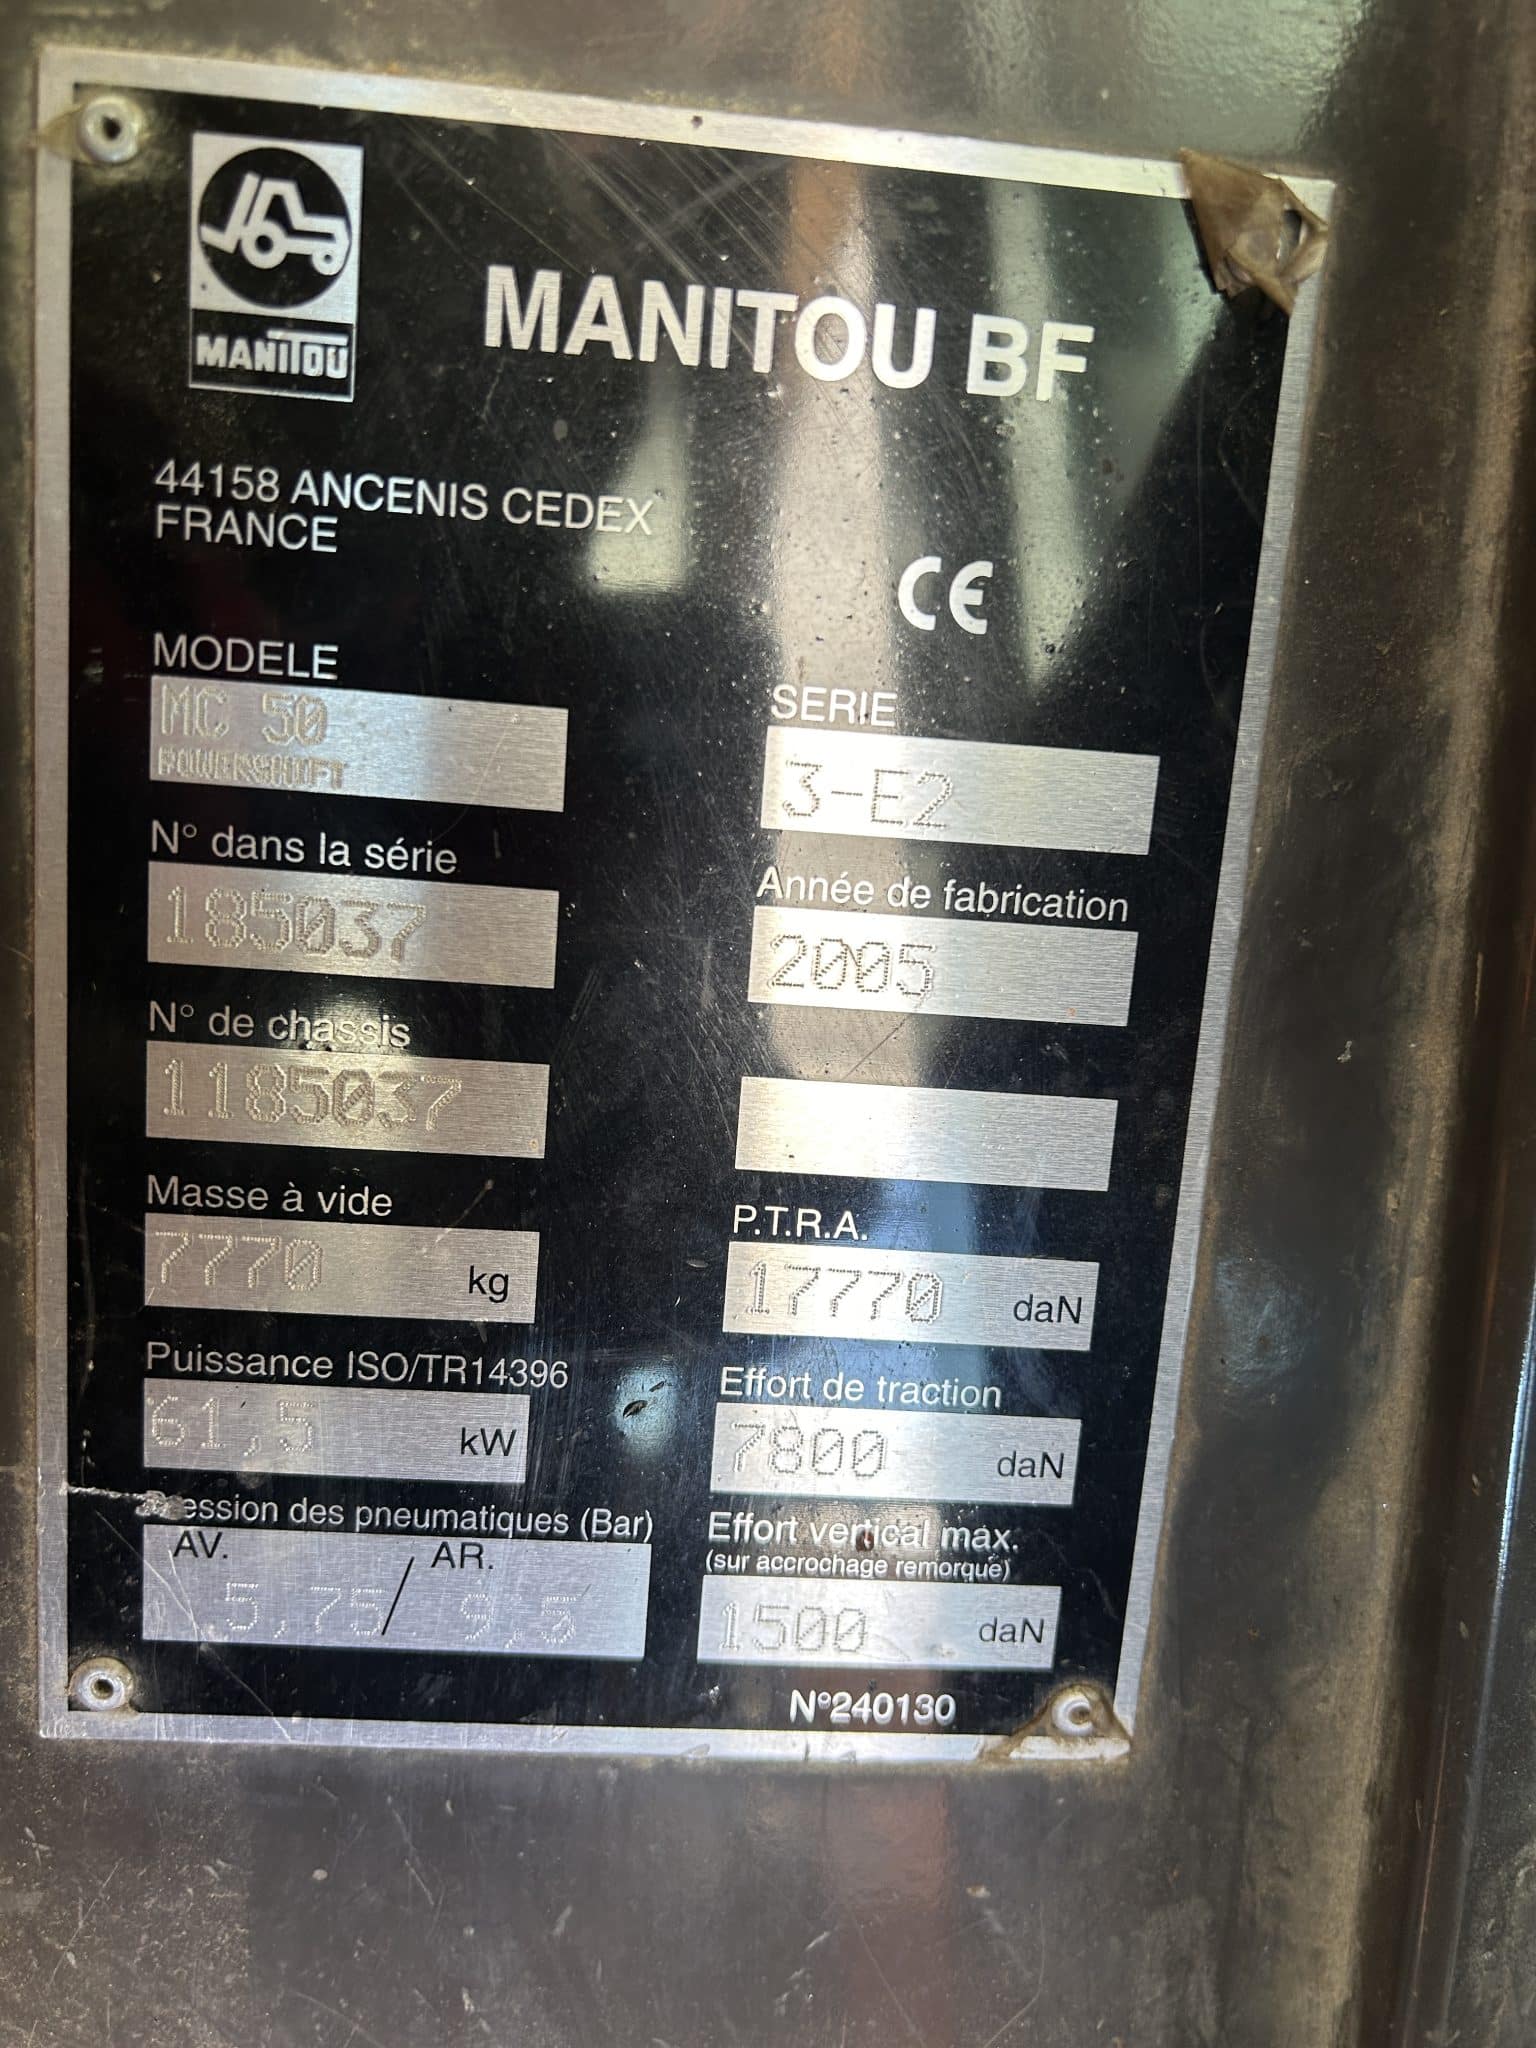 MANITOU
MANITOU BF
44158 ANCENIS CEDEX
FRANCE
CE
MODELE
MC 50
POWERSHIFT
SERIE
3-E2
N° dans la série
185037
Année de fabrication
2005
N° de chassis
1185037
Masse à vide
7770 kg
P.T.R.A.
17770 daN
Puissance ISO/TR14396
61,5 kW
Effort de traction
7800 daN
Pression des pneumatiques (Bar)
AV. / AR.
5,75 9,5
Effort vertical max.
(sur accrochage remorque)
1500 daN
N°240130